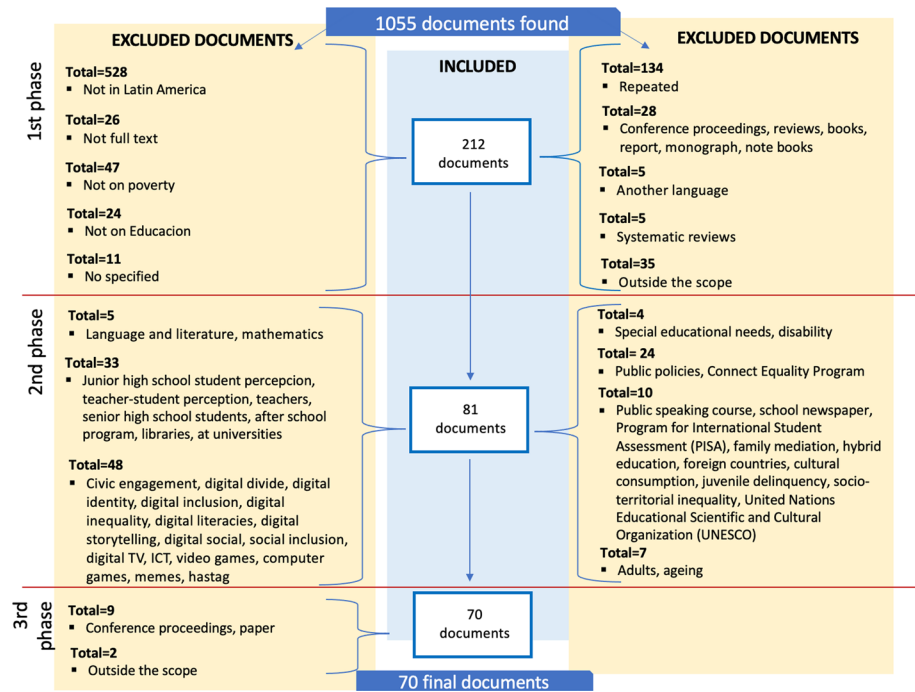 1055 documents found
1st phase
EXCLUDED DOCUMENTS
Total=528
▪ Not in Latin America
Total=26
▪ Not full text
Total=47
▪ Not on poverty
Total=24
▪ Not on Educacion
Total=11
▪ No specified
INCLUDED
212
documents
EXCLUDED DOCUMENTS
Total=134
▪ Repeated
Total=28
▪ Conference proceedings, reviews, books,
report, monograph, note books
Total=5
▪ Another language
Total=5
▪ Systematic reviews
Total=35
▪ Outside the scope
2nd phase
Total=5
▪ Language and literature, mathematics
Total=33
▪ Junior high school student percepcion,
teacher-student perception, teachers,
senior high school students, after school
program, libraries, at universities
Total=48
▪ Civic engagement, digital divide, digital
identity, digital inclusion, digital
inequality, digital literacies, digital
storytelling, digital social, social inclusion,
digital TV, ICT, video games, computer
games, memes, hastag
81
documents
Total=4
▪ Special educational needs, disability
Total= 24
▪ Public policies, Connect Equality Program
Total=10
▪ Public speaking course, school newspaper,
Program for International Student
Assessment (PISA), family mediation, hybrid
education, foreign countries, cultural
consumption, juvenile delinquency, socio-
territorial inequality, United Nations
Educational Scientific and Cultural
Organization (UNESCO)
Total=7
▪ Adults, ageing
3rd
phase
Total=9
▪ Conference proceedings, paper
Total=2
▪ Outside the scope
70
documents
70 final documents